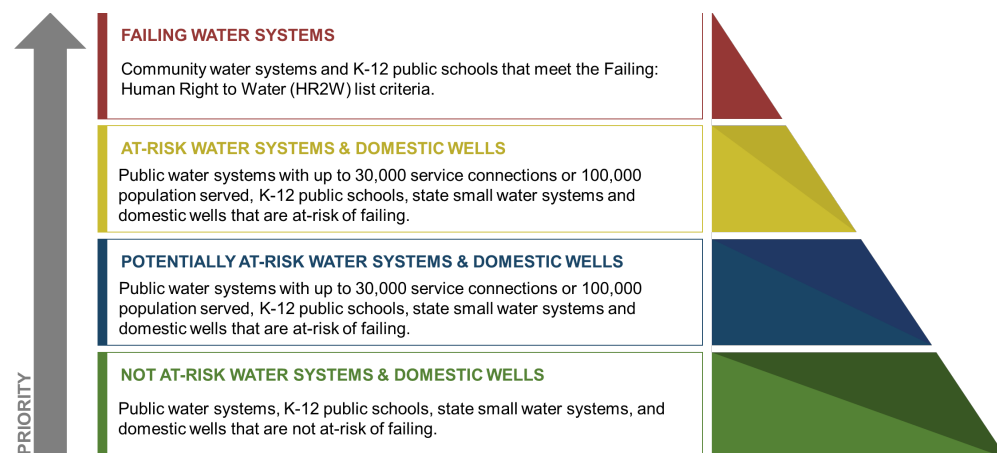 FAILING WATER SYSTEMS
Community water systems and K-12 public schools that meet the Failing:
Human Right to Water (HR2W) list criteria.
AT-RISK WATER SYSTEMS & DOMESTIC WELLS
Public water systems with up to 30,000 service connections or 100,000
population served, K-12 public schools, state small water systems and
domestic wells that are at-risk of failing.
POTENTIALLY AT-RISK WATER SYSTEMS & DOMESTIC WELLS
Public water systems with up to 30,000 service connections or 100,000
population served, K-12 public schools, state small water systems and
domestic wells that are at-risk of failing.
NOT AT-RISK WATER SYSTEMS & DOMESTIC WELLS
Public water systems, K-12 public schools, state small water systems, and
domestic wells that are not at-risk of failing.
PRIORITY